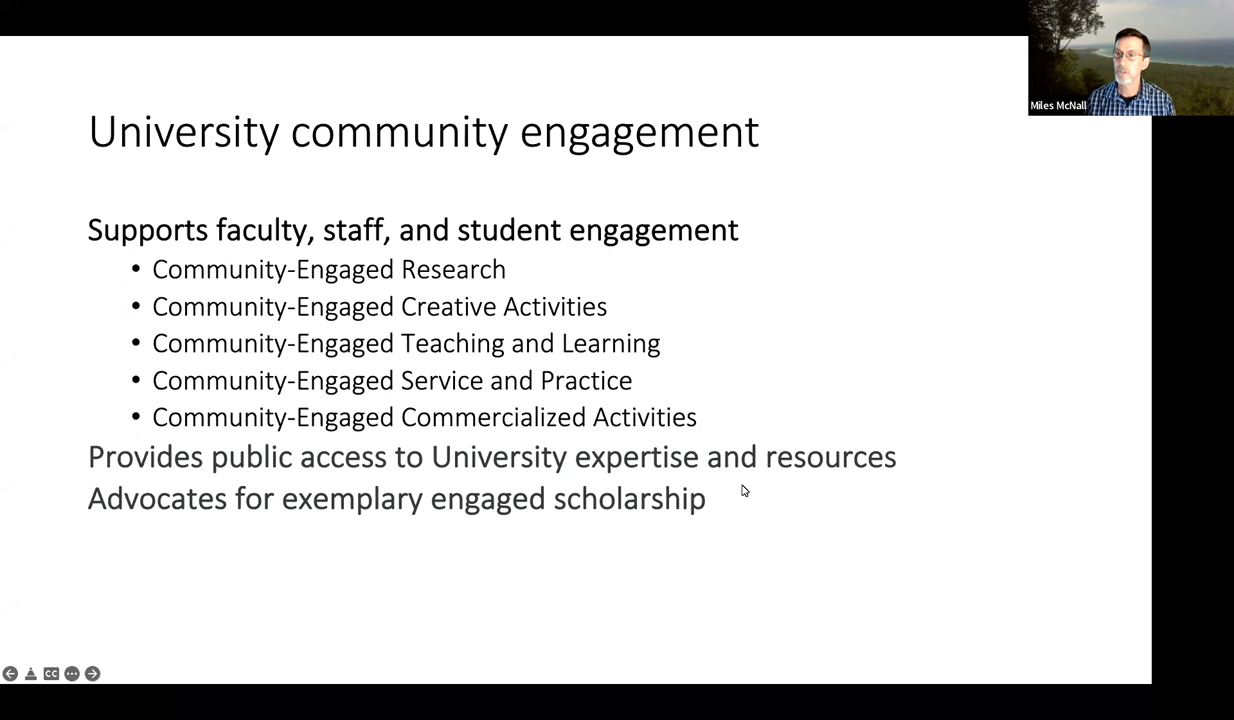 Miles McNall
University community engagement
Supports faculty, staff, and student engagement
• Community-Engaged Research
• Community-Engaged Creative Activities
• Community-Engaged Teaching and Learning
• Community-Engaged Service and Practice
• Community-Engaged Commercialized Activities
Provides public access to University expertise and resources
Advocates for exemplary engaged scholarship
CC